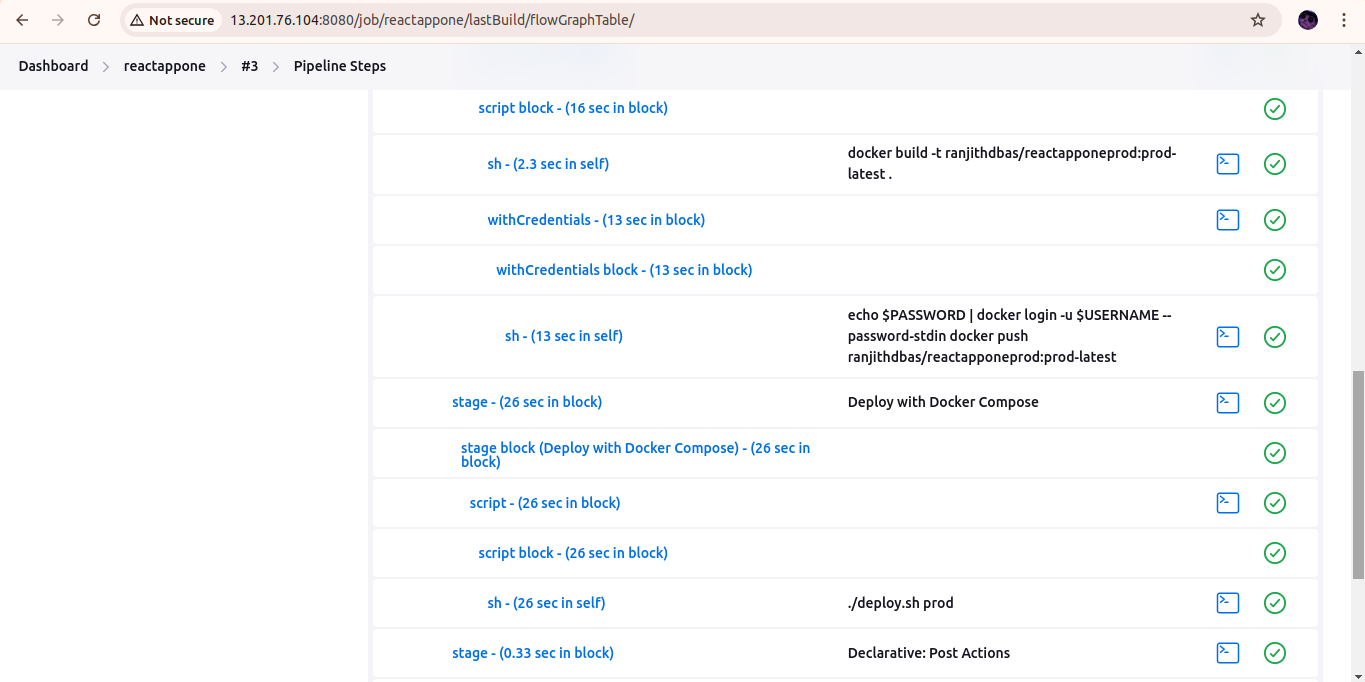 Not secure
13.201.76.104:8080/job/reactappone/lastBuild/flowGraphTable/
Dashboard
reactappone
#3
Pipeline Steps
script block - (16 sec in block)
sh - (2.3 sec in self)
docker build -t ranjithdbas/reactapponeprod:prod-
latest .
withCredentials - (13 sec in block)
withCredentials block - (13 sec in block)
sh - (13 sec in self)
echo $PASSWORD | docker login -u $USERNAME --
password-stdin docker push
ranjithdbas/reactapponeprod:prod-latest
stage - (26 sec in block)
Deploy with Docker Compose
stage block (Deploy with Docker Compose) - (26 sec in
block)
script - (26 sec in block)
script block - (26 sec in block)
sh - (26 sec in self)
./deploy.sh prod
stage - (0.33 sec in block)
Declarative: Post Actions